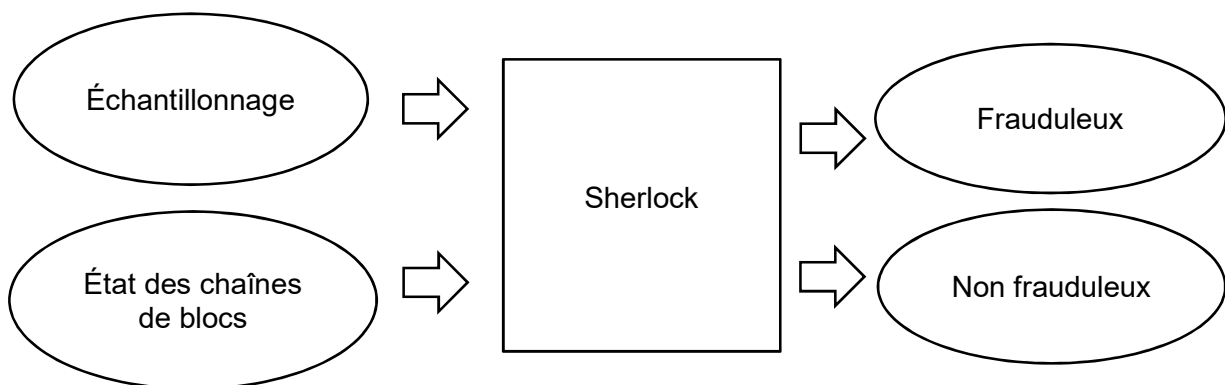 Échantillonnage
État des chaînes
de blocs
Sherlock
Frauduleux
Non frauduleux